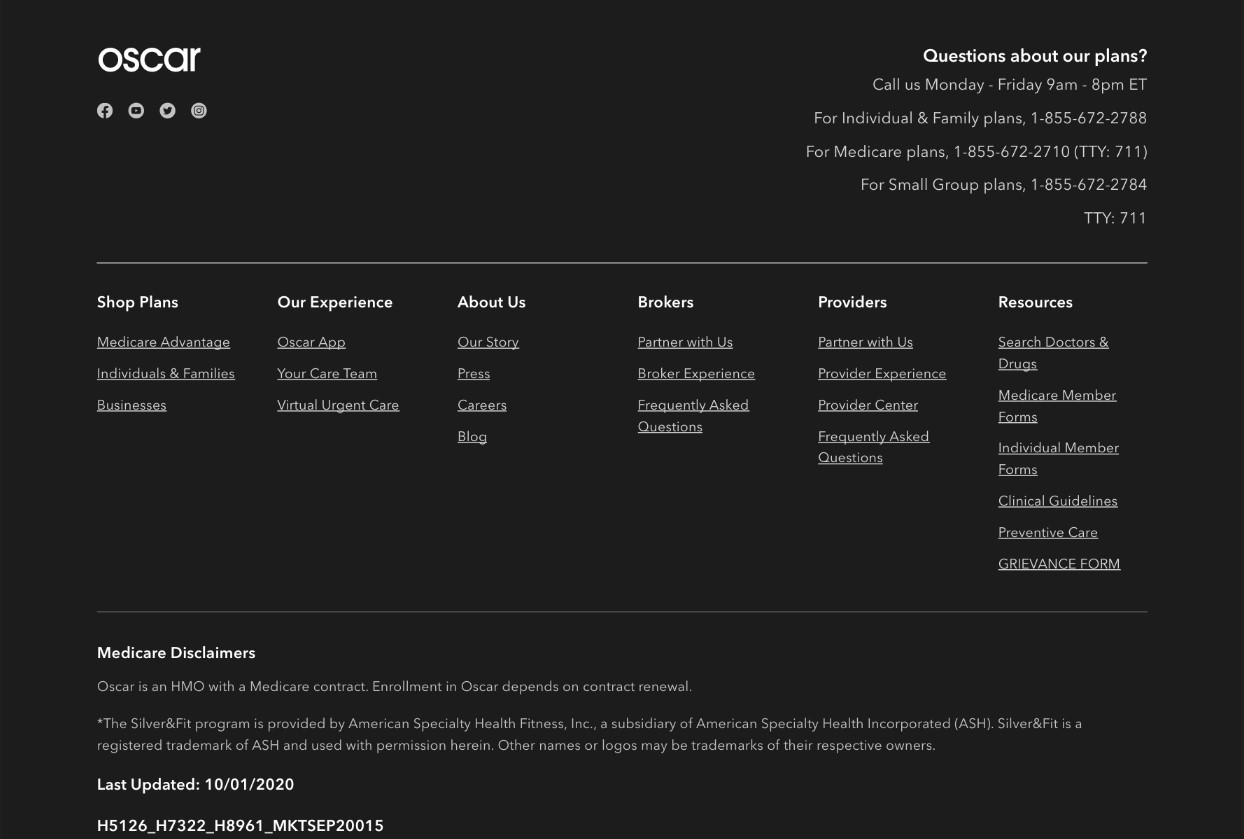 oscar
Questions about our plans?
Call us Monday - Friday 9am - 8pm ET
For Individual & Family plans, 1-855-672-2788
For Medicare plans, 1-855-672-2710 (TTY: 711)
For Small Group plans, 1-855-672-2784
TTY: 711
Shop Plans
Medicare Advantage
Individuals & Families
Businesses
Our Experience
Oscar App
Your Care Team
Virtual Urgent Care
About Us
Our Story
Press
Careers
Blog
Brokers
Partner with Us
Broker Experience
Frequently Asked
Questions
Providers
Partner with Us
Provider Experience
Provider Center
Frequently Asked
Questions
Resources
Search Doctors &
Drugs
Medicare Member
Forms
Individual Member
Forms
Clinical Guidelines
Preventive Care
GRIEVANCE FORM
Medicare Disclaimers
Oscar is an HMO with a Medicare contract. Enrollment in Oscar depends on contract renewal.
*The Silver&Fit program is provided by American Specialty Health Fitness, Inc., a subsidiary of American Specialty Health Incorporated (ASH). Silver&Fit is a
registered trademark of ASH and used with permission herein. Other names or logos may be trademarks of their respective owners.
Last Updated: 10/01/2020
H5126_H7322_H8961_MKTSEP20015